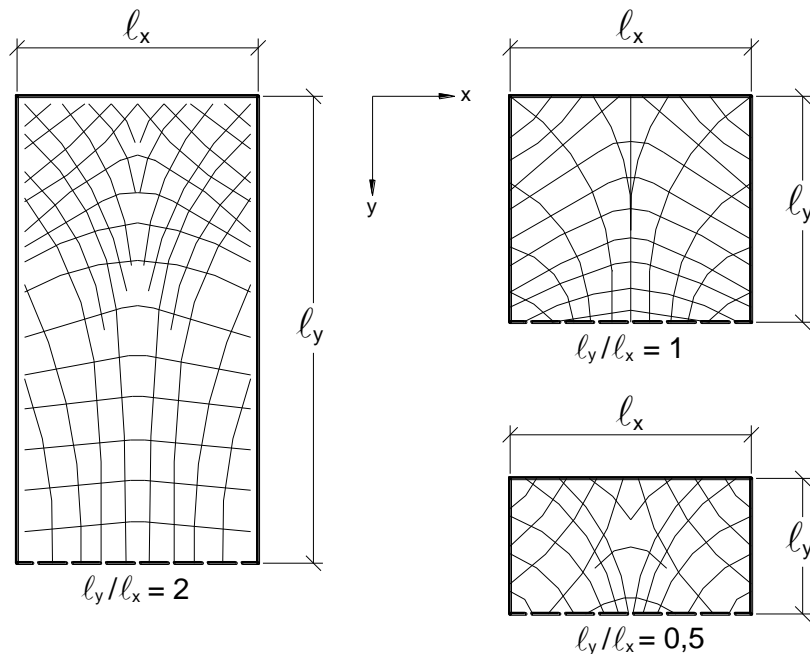 ℓx
ℓy
ℓy/ℓx = 2
x
y
ℓx
ℓy
ℓy/ℓx = 1
ℓx
ℓy
ℓy/ℓx = 0,5